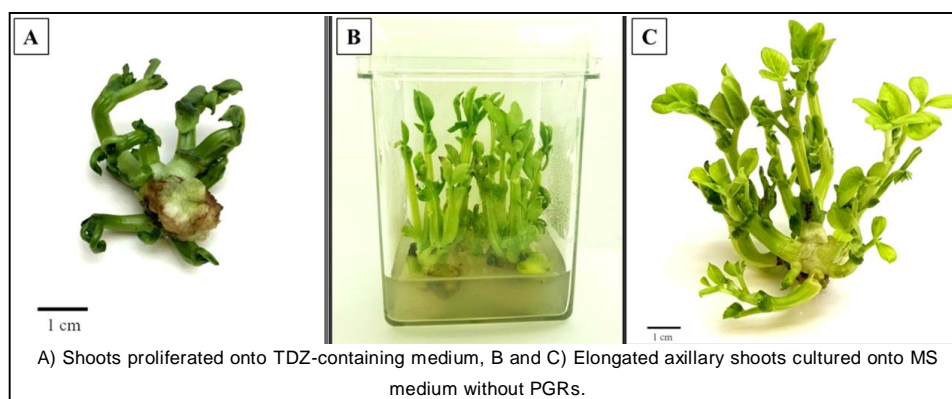 A
B
C
1 cm
1 cm
A) Shoots proliferated onto TDZ-containing medium, B and C) Elongated axillary shoots cultured onto MS
medium without PGRs.